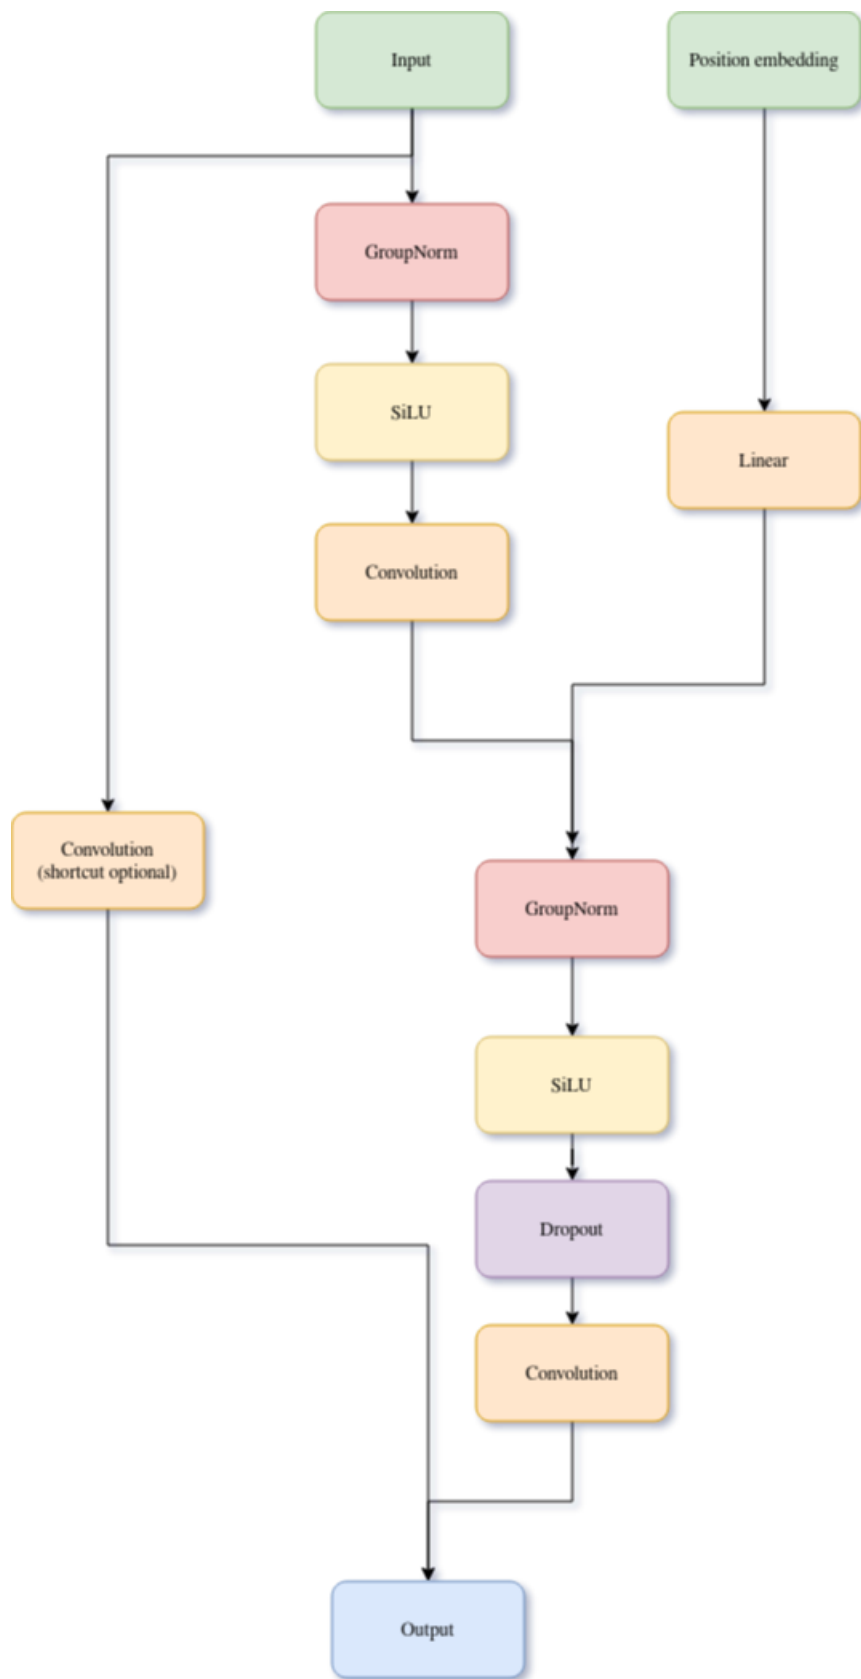 Input
Position embedding
GroupNorm
SiLU
Linear
Convolution
Convolution
(shortcut optional)
GroupNorm
SiLU
Dropout
Convolution
Output